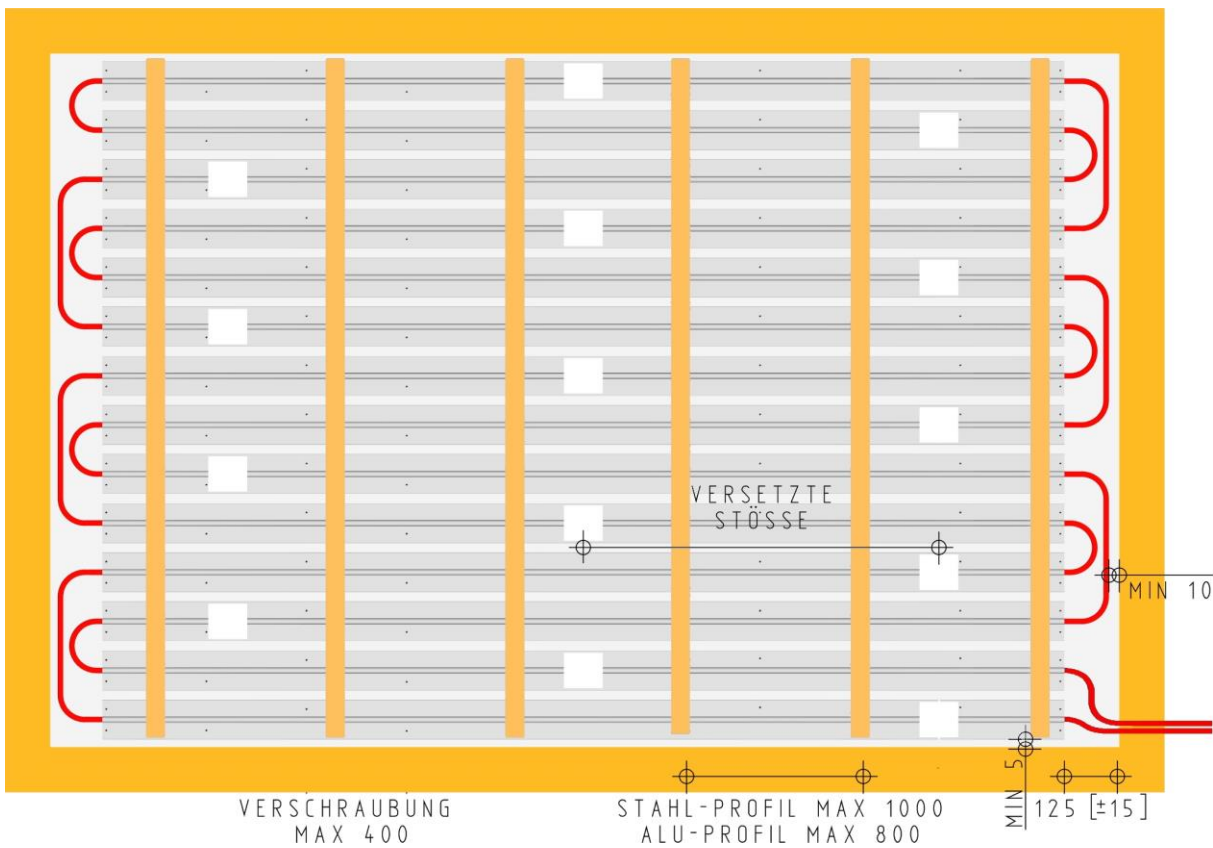 VERSETZTE
STÖSSE
MIN 10
MIN 5
125 [±15]
VERSCHRAUBUNG
MAX 400
STAHL-PROFIL MAX 1000
ALU-PROFIL MAX 800